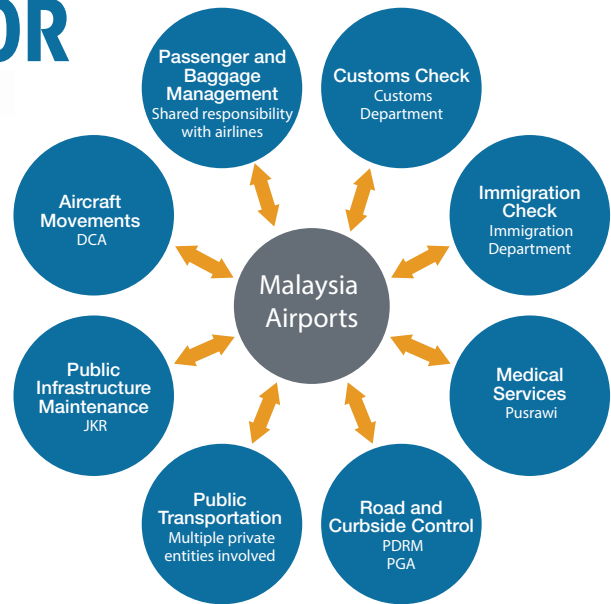 OR
Passenger and
Baggage
Management
Shared responsibility
with airlines
Customs Check
Customs
Department
Aircraft
Movements
DCA
Immigration
Check
Immigration
Department
Malaysia
Airports
Public
Infrastructure
Maintenance
JKR
Medical
Services
Pusrawi
Public
Transportation
Multiple private
entities involved
Road and
Curbside Control
PDRM
PGA